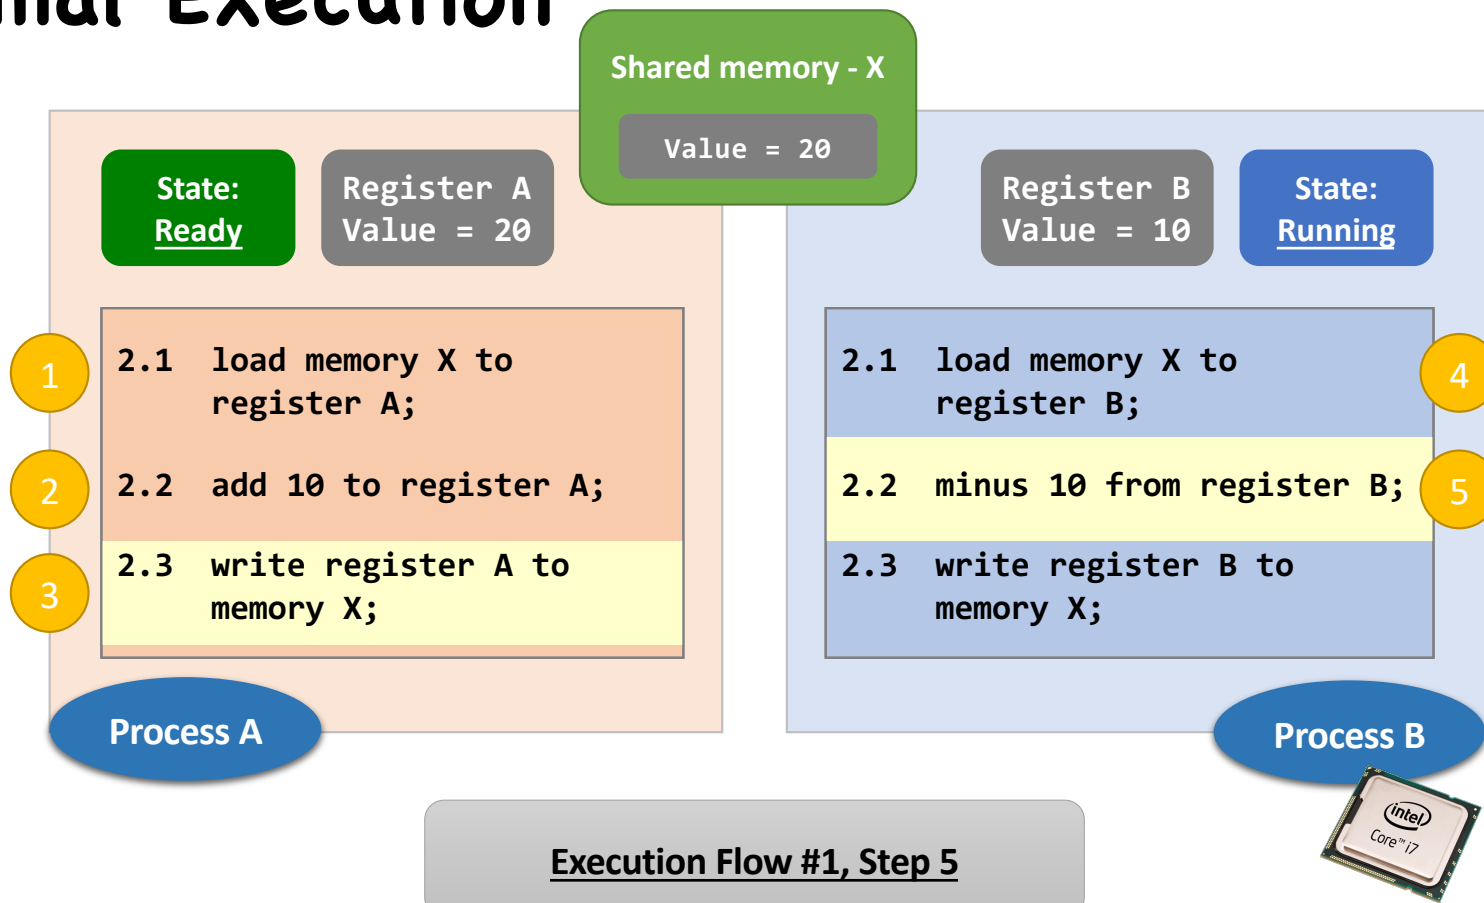 Execution
Shared memory - X
Value = 20
State:
Ready
Register A
Value = 20
Register B
Value = 10
State:
Running
1
2.1 load memory X to
register A;
2
2.2 add 10 to register A;
3
2.3 write register A to
memory X;
2.1 load memory X to
register B;
4
2.2 minus 10 from register B;
5
2.3 write register B to
memory X;
Process A
Process B
intel
Core™ i7
Execution Flow #1, Step 5